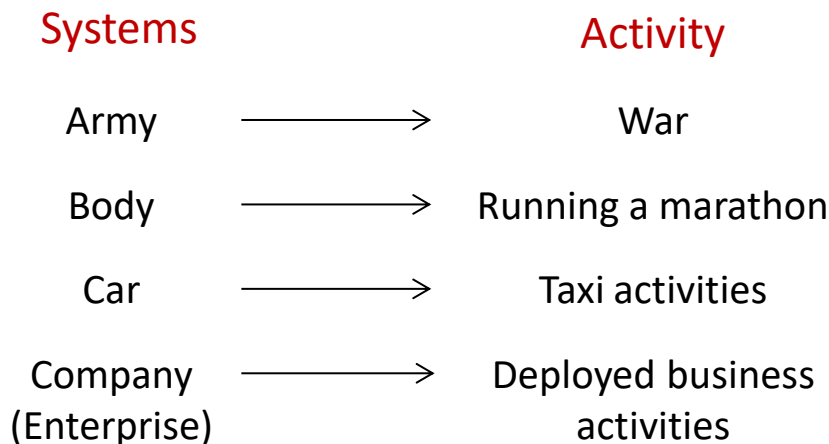 Systems Activity
Army War
Body Running a marathon
Car Taxi activities
Company Deployed business
(Enterprise) activities